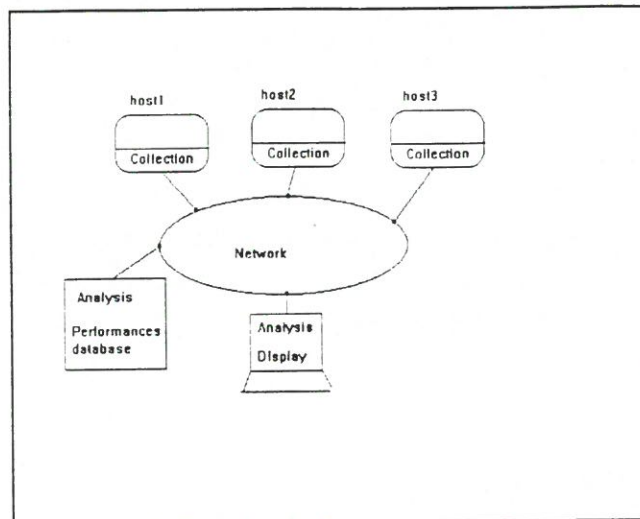 host1
host2
host3
Collection
Collection
Collection
Network
Analysis
Performances
database
Analysis
Display